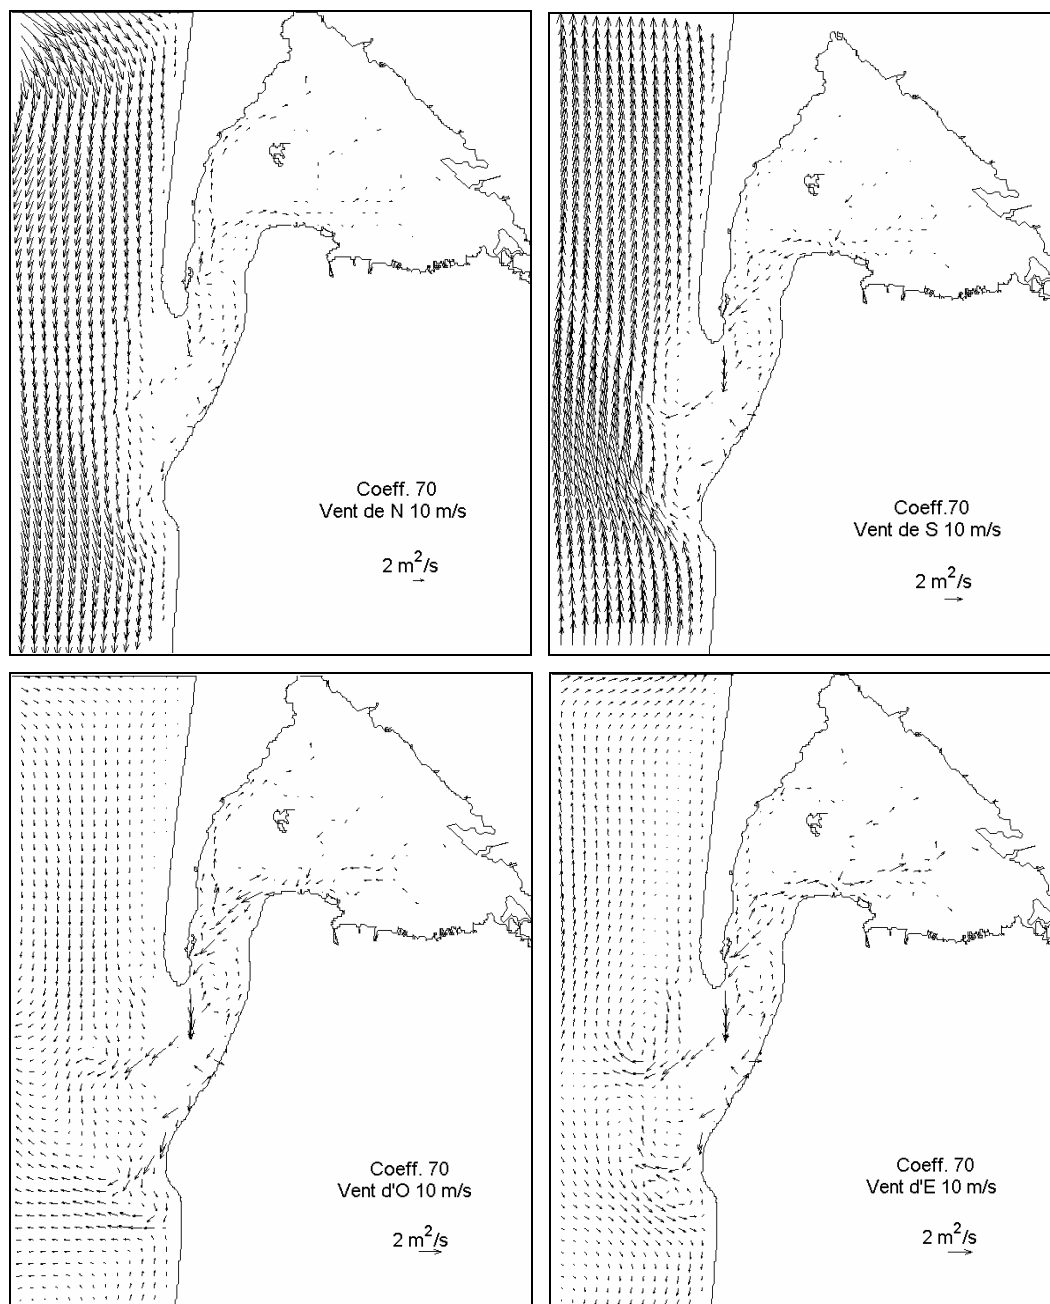 Coeff. 70
Vent de N 10 m/s
2 m²/s
Coeff.70
Vent de S 10 m/s
2 m²/s
Coeff. 70
Vent d'O 10 m/s
2 m²/s
Coeff. 70
Vent d'E 10 m/s
2 m²/s